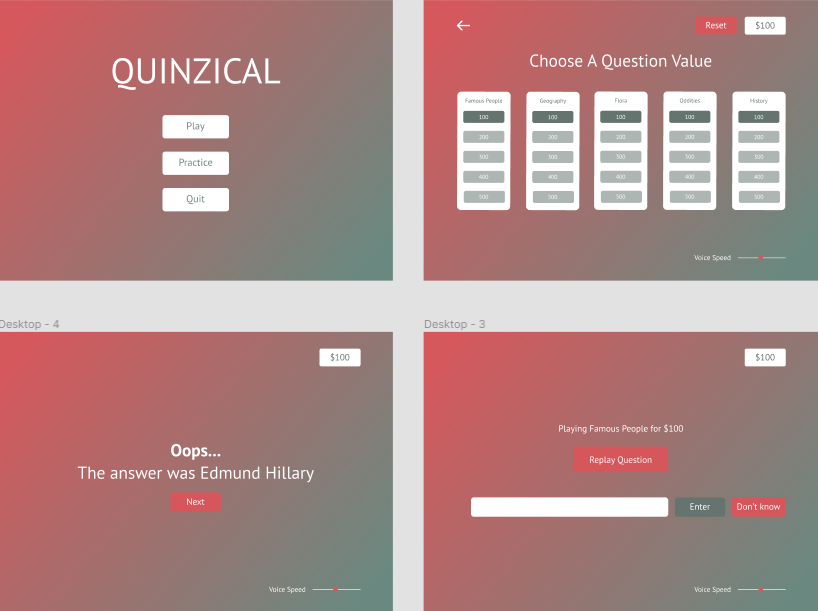 QUINZICAL
Play
Practice
Quit
Reset
$100
Choose A Question Value
Famous People
100
200
300
400
500
Geography
100
200
300
400
500
Flora
100
200
300
400
500
Oddities
100
200
300
400
500
History
100
200
300
400
500
Voice Speed
Desktop - 4
$100
Oops...
The answer was Edmund Hillary
Next
Voice Speed
Desktop - 3
$100
Playing Famous People for $100
Replay Question
Enter
Don't know
Voice Speed